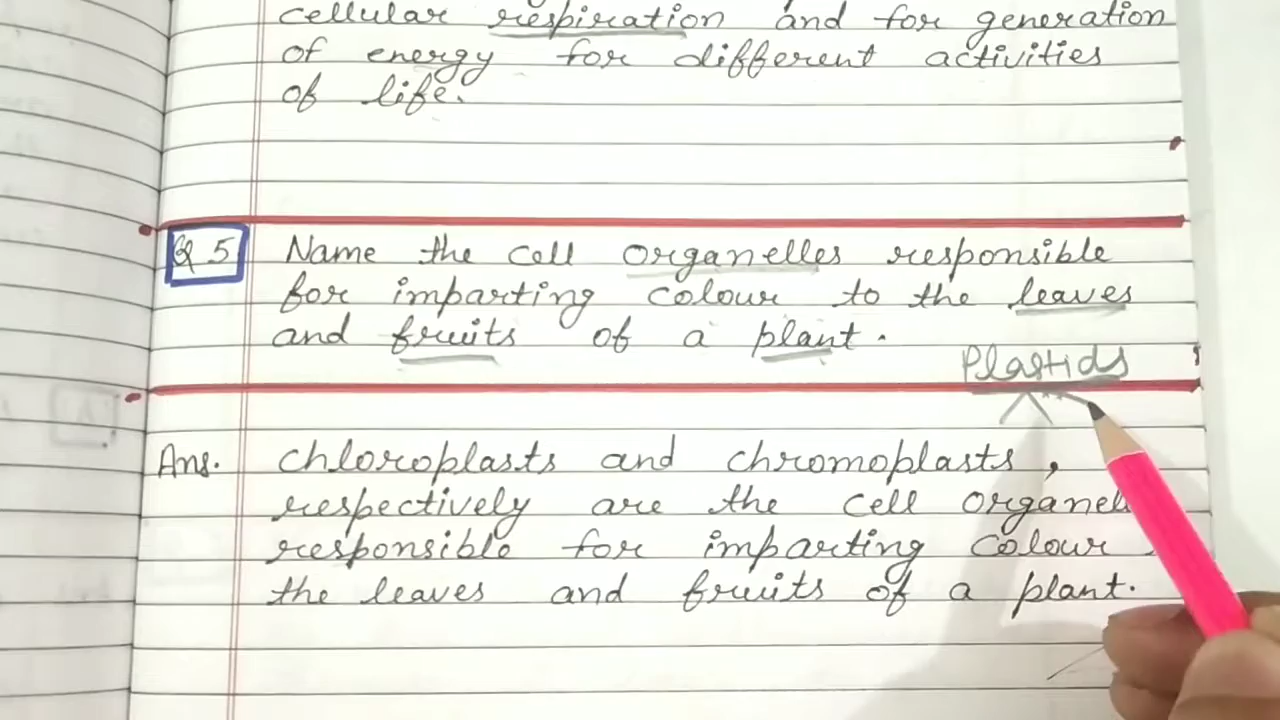 cellular respiration and for generation
of energy for different activities
of life.
Q 5 Name the cell organelles responsible
for imparting colour to the leaves
and fruits of a plant.
Plastids
Ans. chloroplasts and chromoplasts,
respectively are the cell
responsible for imparting colour
the leaves and fruits of a plant.